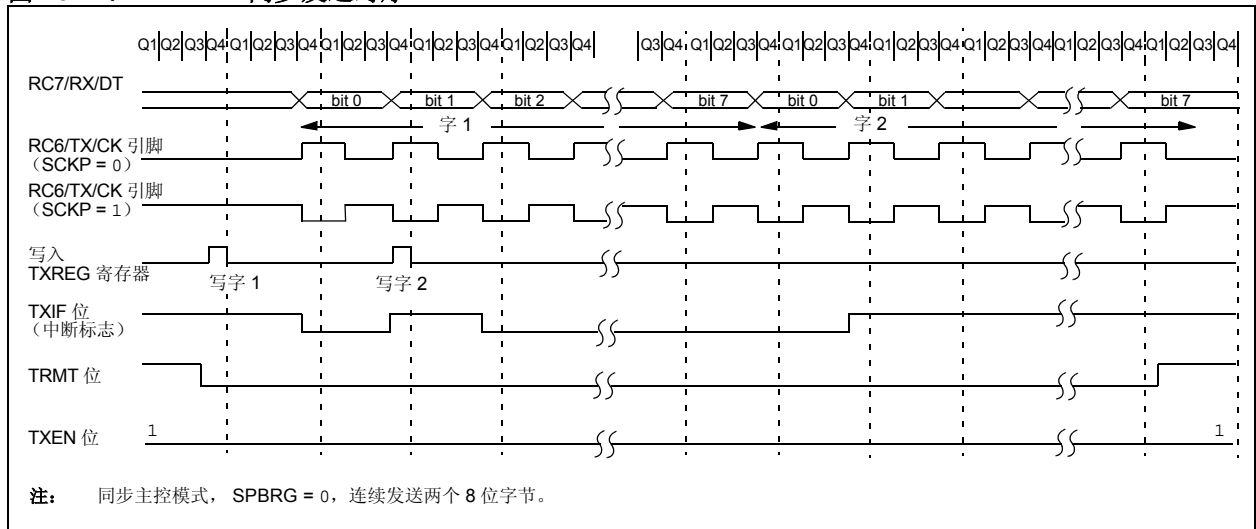 Q1 Q2 Q3 Q4 Q1 Q2 Q3 Q4 Q1 Q2 Q3 Q4 Q1 Q2 Q3 Q4 Q1 Q2 Q3 Q4 Q3 Q4 Q1 Q2 Q3 Q4 Q1 Q2 Q3 Q4 Q1 Q2 Q3 Q4 Q1 Q2 Q3 Q4 Q1 Q2 Q3 Q4 Q1 Q2 Q3 Q4
RC7/RX/DT
bit 0 bit 1 bit 2 bit 7 bit 0 bit 1 bit 7
字 1 字 2
RC6/TX/CK 引脚
（SCKP = 0）
RC6/TX/CK 引脚
（SCKP = 1）
写入
TXREG 寄存器
写字 1 写字 2
TXIF 位
（中断标志）
TRMT 位
TXEN 位
1 1
注： 同步主控模式， SPBRG = 0，连续发送两个 8 位字节。